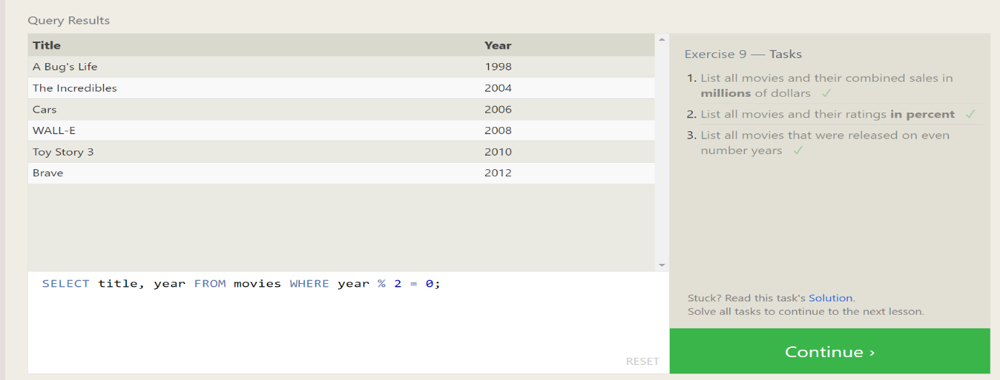 Query Results
Title Year
A Bug's Life 1998
The Incredibles 2004
Cars 2006
WALL-E 2008
Toy Story 3 2010
Brave 2012
SELECT title, year FROM movies WHERE year % 2 = 0;
RESET
Exercise 9 — Tasks
1. List all movies and their combined sales in
millions of dollars ✓
2. List all movies and their ratings in percent ✓
3. List all movies that were released on even
number years ✓
Stuck? Read this task's Solution.
Solve all tasks to continue to the next lesson.
Continue ›